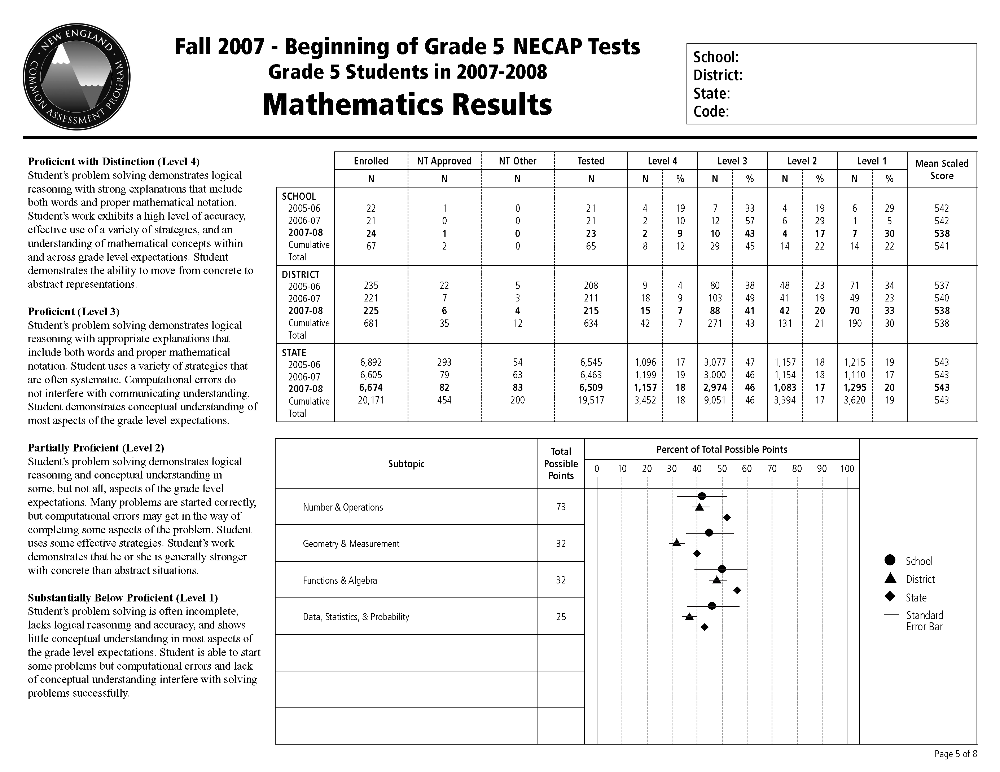 · NEW ENGLAND ·
COMMON ASSESSMENT PROGRAM
Fall 2007 - Beginning of Grade 5 NECAP Tests
Grade 5 Students in 2007-2008
Mathematics Results
School:
District:
State:
Code:
Proficient with Distinction (Level 4)
Student’s problem solving demonstrates logical
reasoning with strong explanations that include
both words and proper mathematical notation.
Student’s work exhibits a high level of accuracy,
effective use of a variety of strategies, and an
understanding of mathematical concepts within
and across grade level expectations. Student
demonstrates the ability to move from concrete to
abstract representations.
Proficient (Level 3)
Student’s problem solving demonstrates logical
reasoning with appropriate explanations that
include both words and proper mathematical
notation. Student uses a variety of strategies that
are often systematic. Computational errors do
not interfere with communicating understanding.
Student demonstrates conceptual understanding of
most aspects of the grade level expectations.
Partially Proficient (Level 2)
Student’s problem solving demonstrates logical
reasoning and conceptual understanding in
some, but not all, aspects of the grade level
expectations. Many problems are started correctly,
but computational errors may get in the way of
completing some aspects of the problem. Student
uses some effective strategies. Student’s work
demonstrates that he or she is generally stronger
with concrete than abstract situations.
Substantially Below Proficient (Level 1)
Student’s problem solving is often incomplete,
lacks logical reasoning and accuracy, and shows
little conceptual understanding in most aspects of
the grade level expectations. Student is able to start
some problems but computational errors and lack
of conceptual understanding interfere with solving
problems successfully.
Enrolled NT Approved NT Other Tested Level 4 Level 3 Level 2 Level 1 Mean Scaled
Score
N N N N N % N % N % N %
SCHOOL
2005-06 22 1 0 21 4 19 7 33 4 19 6 29 542
2006-07 21 0 0 21 2 10 12 57 6 29 1 5 542
2007-08 24 1 0 23 2 9 10 43 4 17 7 30 538
Cumulative 67 2 0 65 8 12 29 45 14 22 14 22 541
Total
DISTRICT
2005-06 235 22 5 208 9 4 80 38 48 23 71 34 537
2006-07 221 7 3 211 18 9 103 49 41 19 49 23 540
2007-08 225 6 4 215 15 7 88 41 42 20 70 33 538
Cumulative 681 35 12 634 42 7 271 43 131 21 190 30 538
Total
STATE
2005-06 6,892 293 54 6,545 1,096 17 3,077 47 1,157 18 1,215 19 543
2006-07 6,605 79 63 6,463 1,199 19 3,000 46 1,154 18 1,110 17 543
2007-08 6,674 82 83 6,509 1,157 18 2,974 46 1,083 17 1,295 20 543
Cumulative 20,171 454 200 19,517 3,452 18 9,051 46 3,394 17 3,620 19 543
Total
Subtopic
Total
Possible
Points
Percent of Total Possible Points
0 10 20 30 40 50 60 70 80 90 100
Number & Operations 73
Geometry & Measurement 32
Functions & Algebra 32
Data, Statistics, & Probability 25
School
District
State
Standard
Error Bar
Page 5 of 8